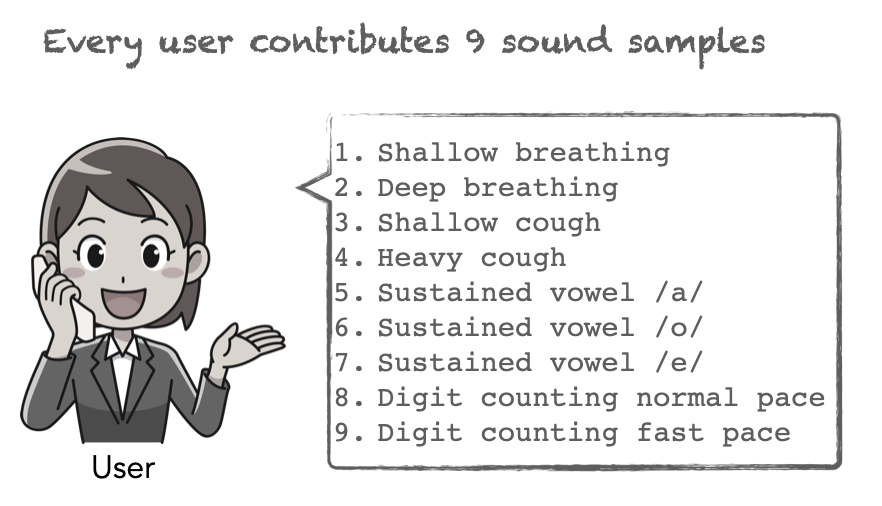 Every user contributes 9 sound samples
1. Shallow breathing
2. Deep breathing
3. Shallow cough
4. Heavy cough
5. Sustained vowel /a/
6. Sustained vowel /o/
7. Sustained vowel /e/
8. Digit counting normal pace
9. Digit counting fast pace
User